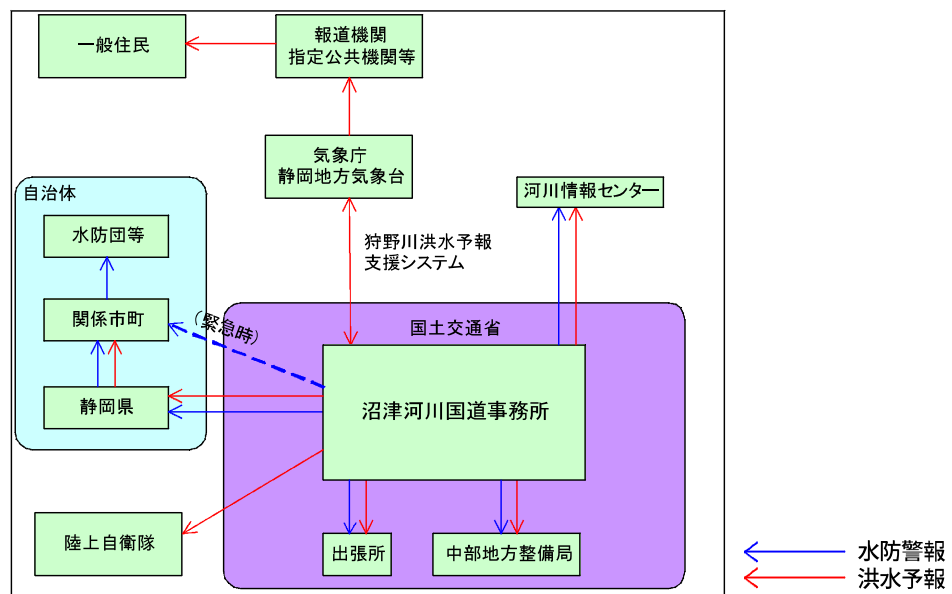 一般住民
報道機関
指定公共機関等
気象庁
静岡地方気象台
河川情報センター
自治体
水防団等
狩野川洪水予報
支援システム
関係市町
(緊急時)
国土交通省
静岡県
沼津河川国道事務所
陸上自衛隊
出張所
中部地方整備局
水防警報
洪水予報